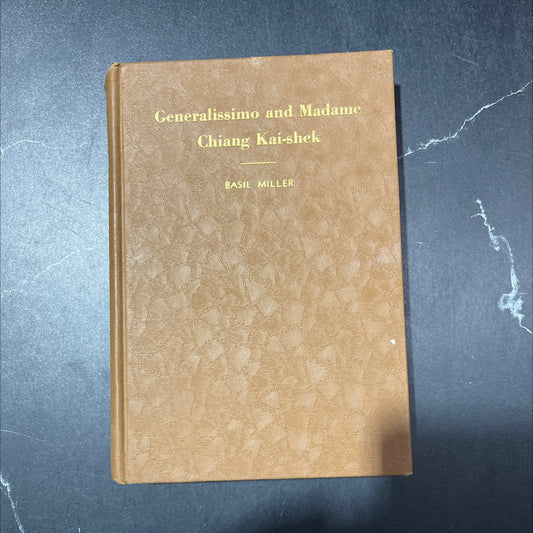 Generalissimo and Madame
Chiang Kai-shek
BASIL MILLER